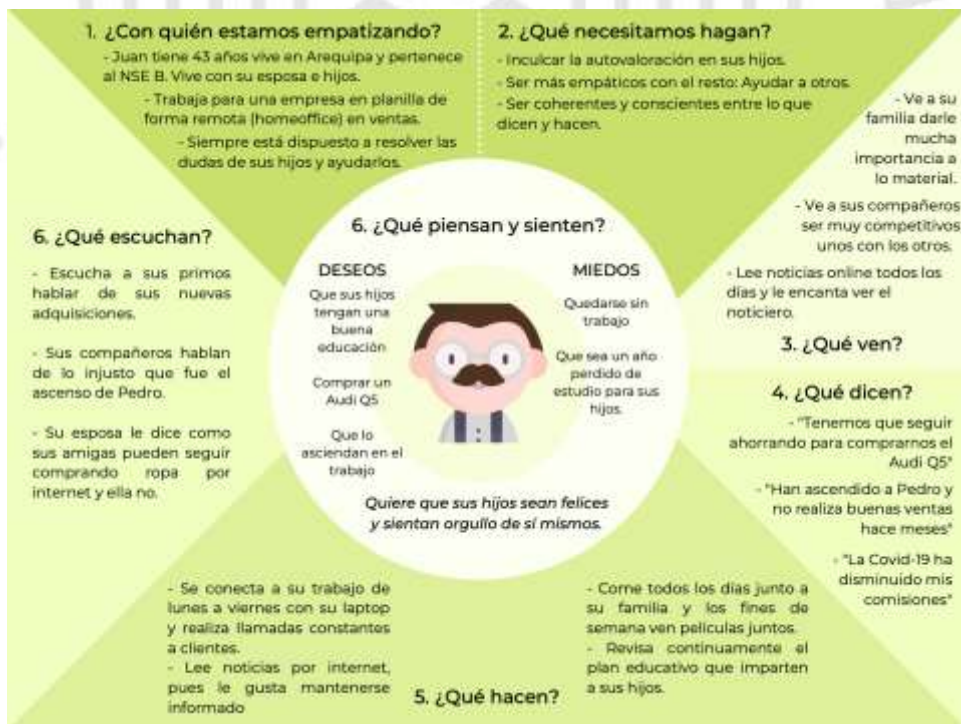 1. ¿Con quién estamos empatizando?
- Juan tiene 43 años vive en Arequipa y pertenece
al NSE B. Vive con su esposa e hijos.
- Trabaja para una empresa en planilla de
forma remota (homeoffice) en ventas.
- Siempre está dispuesto a resolver las
dudas de sus hijos y ayudarlos.
2. ¿Qué necesitamos hagan?
- Inculcar la autovaloración en sus hijos.
- Ser más empáticos con el resto: Ayudar a otros.
- Ser coherentes y conscientes entre lo que
dicen y hacen.
- Ve a su
familia darle
mucha
importancia a
lo material.
- Ve a sus compañeros
ser muy competitivos
unos con los otros.
- Lee noticias online todos los
días y le encanta ver el
noticiero.
3. ¿Qué ven?
4. ¿Qué dicen?
- "Tenemos que seguir
ahorrando para comprarnos el
Audi Q5"
- "Han ascendido a Pedro y
no realiza buenas ventas
hace meses"
- "La Covid-19 ha
disminuido mis
comisiones"
- Se conecta a su trabajo de
lunes a viernes con su laptop
y realiza llamadas constantes
a clientes.
- Lee noticias por internet,
pues le gusta mantenerse
informado
5. ¿Qué hacen?
- Come todos los días junto a
su familia y los fines de
semana ven películas juntos.
- Revisa continuamente el
plan educativo que imparten
a sus hijos.
6. ¿Qué escuchan?
- Escucha a sus primos
hablar de sus nuevas
adquisiciones.
- Sus compañeros hablan
de lo injusto que fue el
ascenso de Pedro.
- Su esposa le dice como
sus amigas pueden seguir
comprando ropa por
internet y ella no.
6. ¿Qué piensan y sienten?
DESEOS
Que sus hijos
tengan una
buena
educación
Comprar un
Audi Q5
Que lo
asciendan en el
trabajo
MIEDOS
Quedarse sin
trabajo
Que sea un año
perdido de
estudio para sus
hijos.
Quiere que sus hijos sean felices
y sientan orgullo de sí mismos.